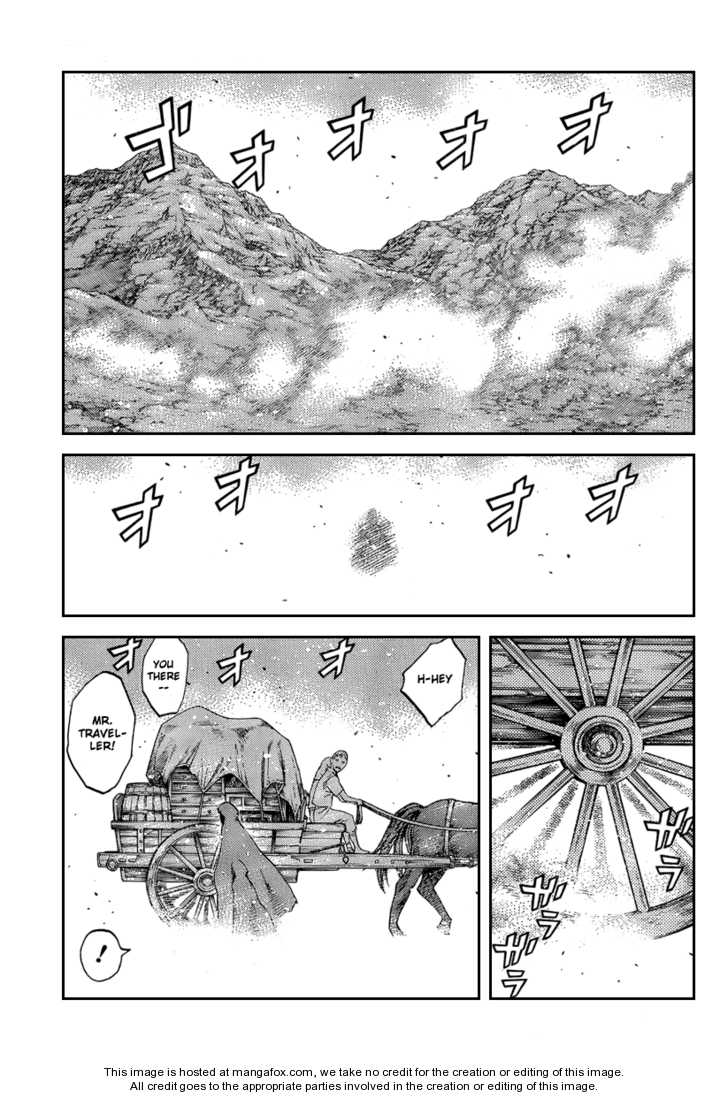 ゴ
オ
オ
オ
オ
オ
オ
オ
オ
ガ
ラ
ガ
ラ
ガ
ラ
オ
オ
オ
H-HEY
YOU
THERE
--
MR.
TRAVEL-
LER!
!
This image is hosted at mangafox.com, we take no credit for the creation or editing of this image.
All credit goes to the appropriate parties involved in the creation or editing of this image.